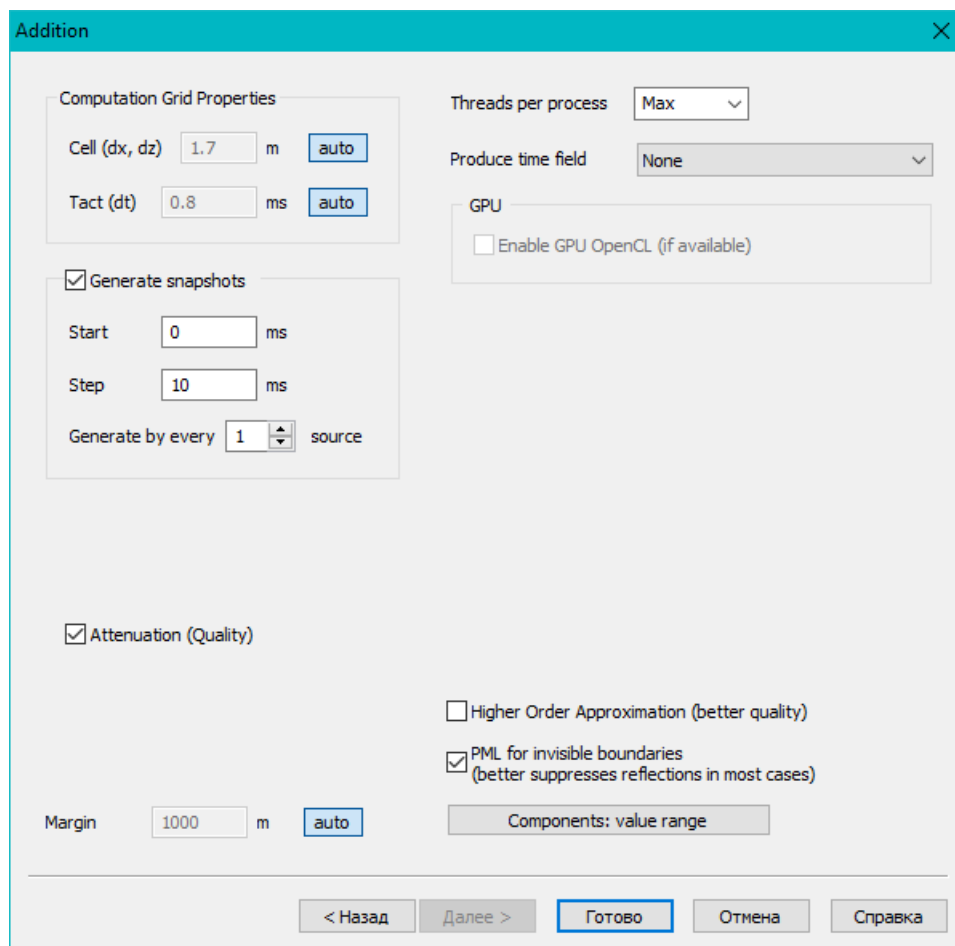 Addition
Computation Grid Properties
Cell (dx, dz) 1.7 m auto
Tact (dt) 0.8 ms auto
Generate snapshots
Start 0 ms
Step 10 ms
Generate by every 1 source
Attenuation (Quality)
Margin 1000 m auto
Threads per process Max
Produce time field None
GPU
Enable GPU OpenCL (if available)
Higher Order Approximation (better quality)
PML for invisible boundaries
(better suppresses reflections in most cases)
Components: value range
< Назад Далее > Готово Отмена Справка